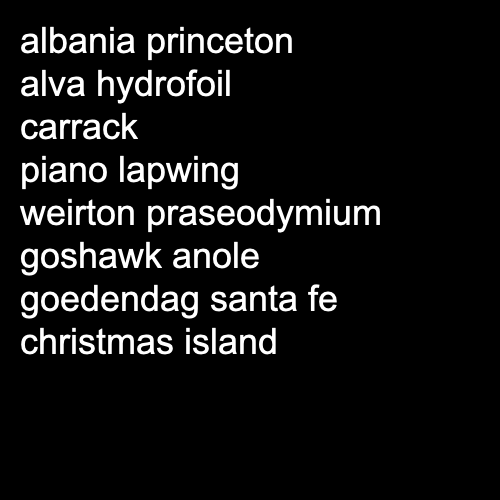 albania princeton
alva hydrofoil
carrack
piano lapwing
weirton praseodymium
goshawk anole
goedendag santa fe
christmas island